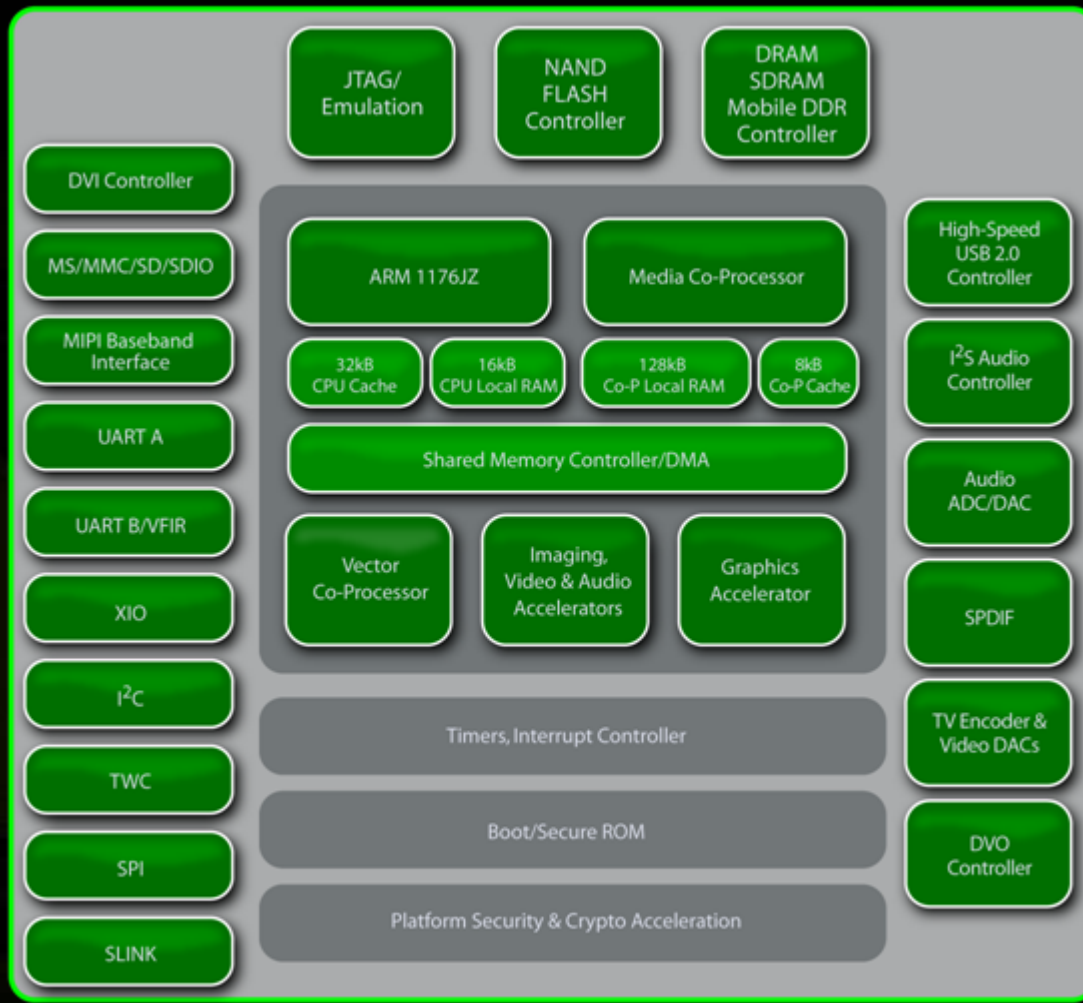 JTAG/
Emulation
NAND
FLASH
Controller
DRAM
SDRAM
Mobile DDR
Controller
DVI Controller
MS/MMC/SD/SDIO
MIPI Baseband
Interface
UART A
UART B/VFIR
XIO
I²C
TWC
SPI
SLINK
ARM 1176JZ
Media Co-Processor
32kB
CPU Cache
16kB
CPU Local RAM
128kB
Co-P Local RAM
8kB
Co-P Cache
Shared Memory Controller/DMA
Vector
Co-Processor
Imaging,
Video & Audio
Accelerators
Graphics
Accelerator
Timers, Interrupt Controller
Boot/Secure ROM
Platform Security & Crypto Acceleration
High-Speed
USB 2.0
Controller
I²S Audio
Controller
Audio
ADC/DAC
SPDIF
TV Encoder &
Video DACs
DVO
Controller